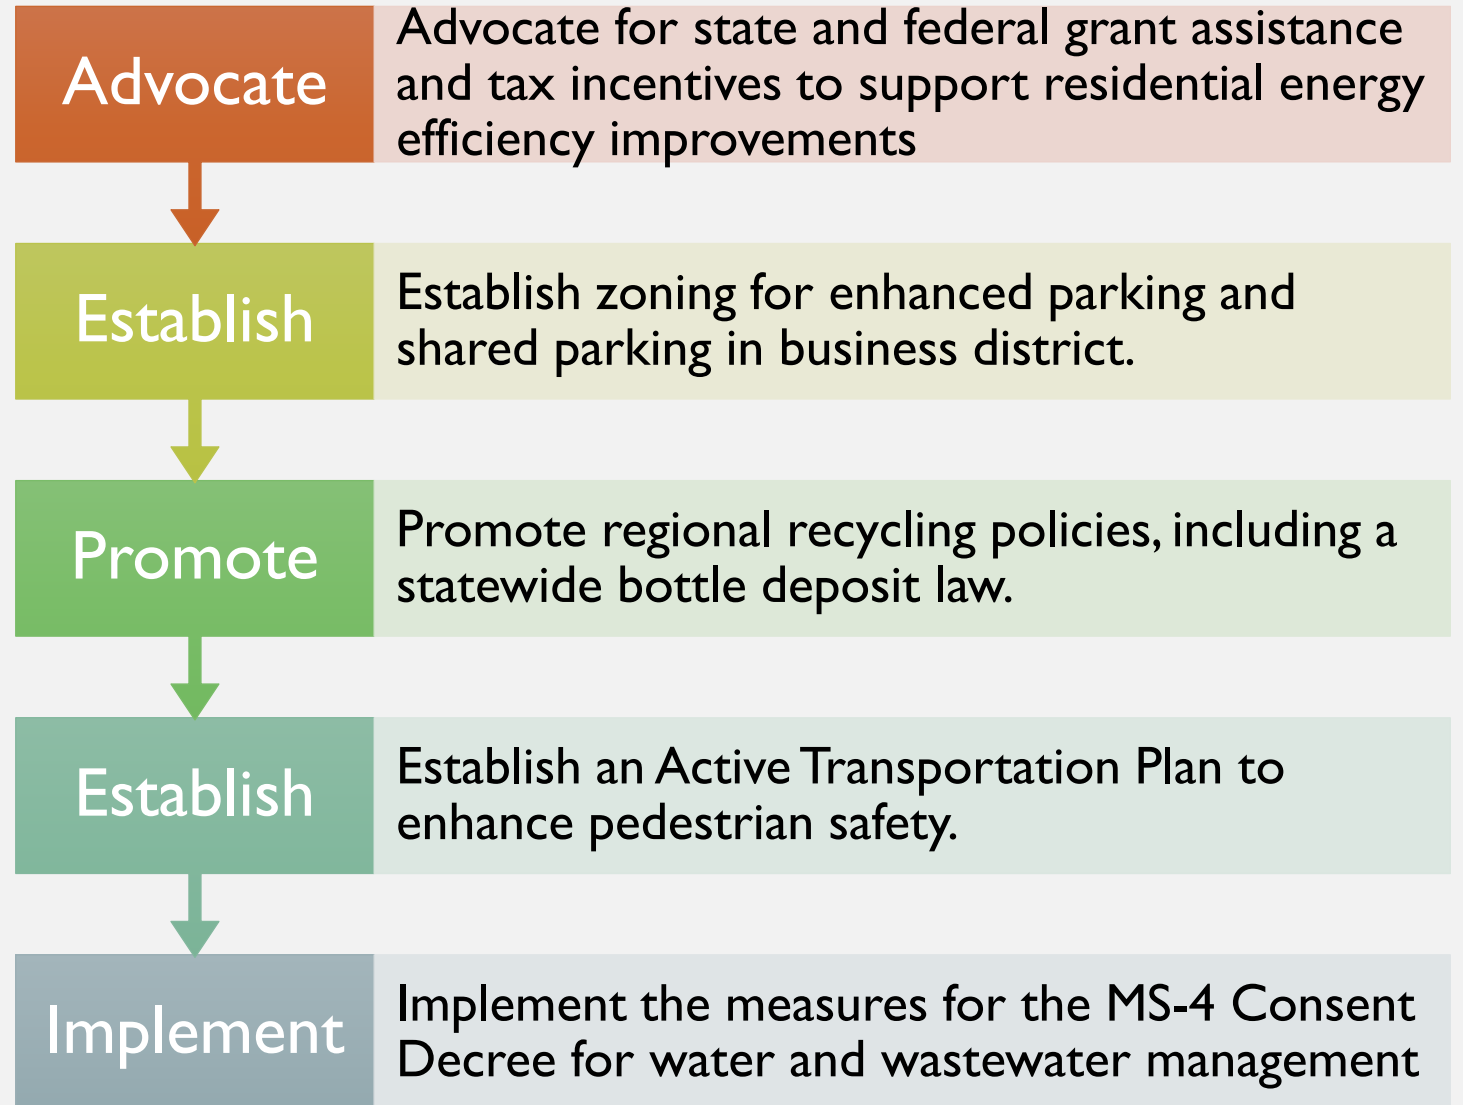 Advocate
Advocate for state and federal grant assistance
and tax incentives to support residential energy
efficiency improvements
Establish
Establish zoning for enhanced parking and
shared parking in business district.
Promote
Promote regional recycling policies, including a
statewide bottle deposit law.
Establish
Establish an Active Transportation Plan to
enhance pedestrian safety.
Implement
Implement the measures for the MS-4 Consent
Decree for water and wastewater management